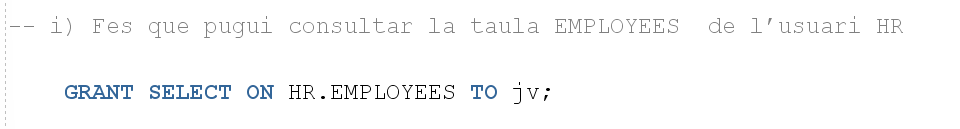 -- i) Fes que pugui consultar la taula EMPLOYEES  de l’usuari HR
GRANT SELECT ON HR.EMPLOYEES TO jv;